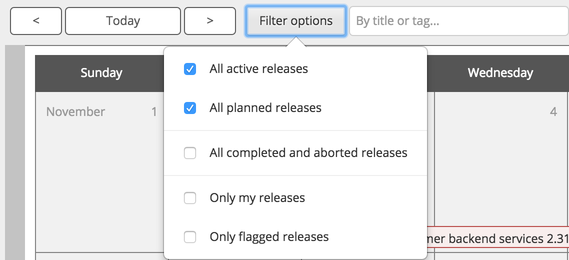 < Today > Filter options By title or tag...
Sunday Wednesday
All active releases
All planned releases
November 1 4
All completed and aborted releases
Only my releases
Only flagged releases
backend services 2.31